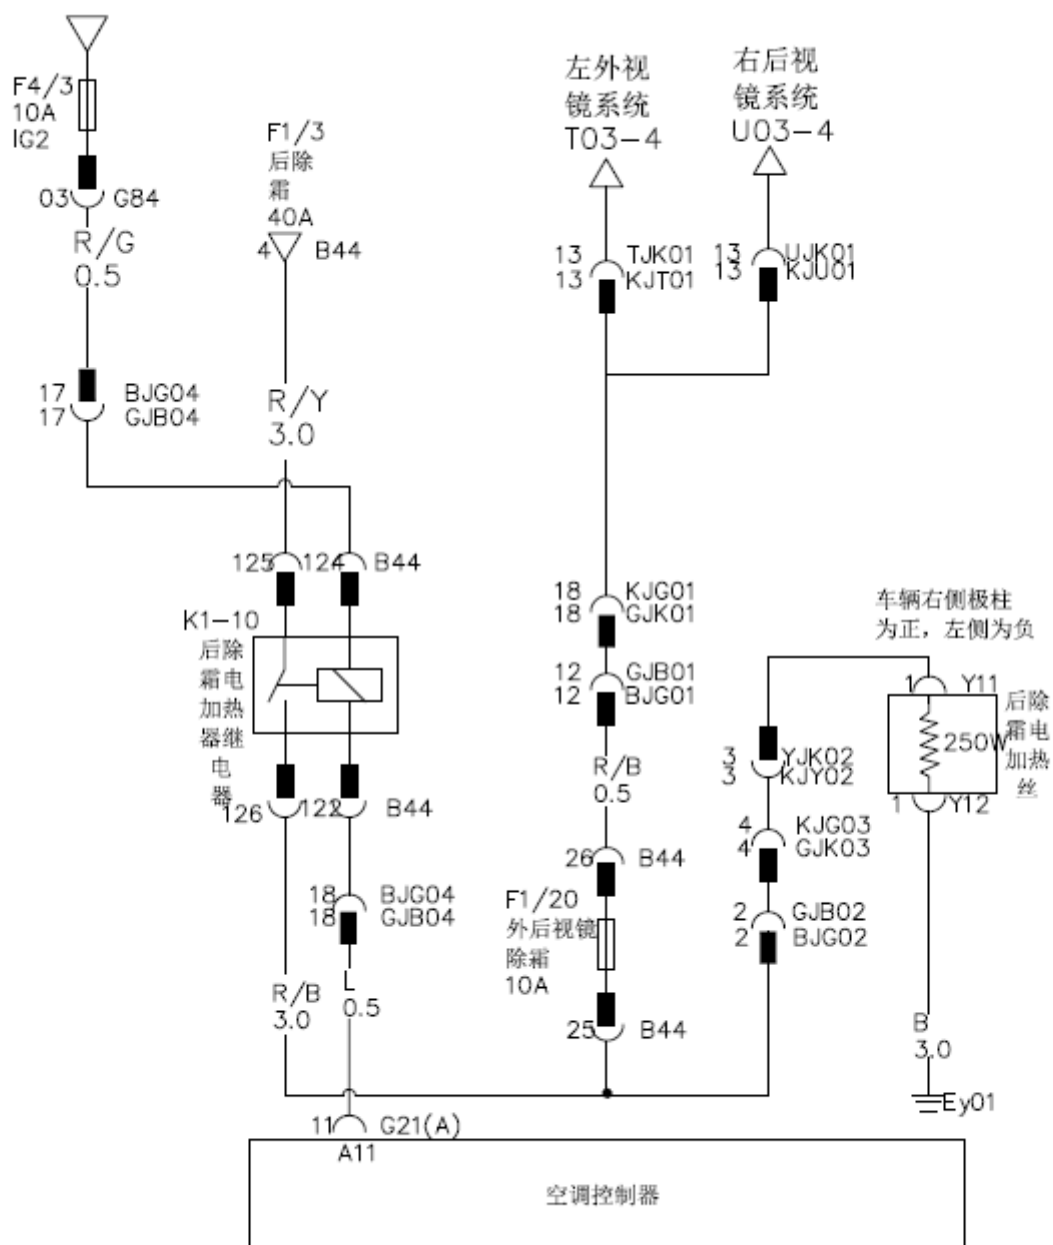 F4/3
10A
IG2
03 G84
R/G
0.5
F1/3
后除
霜
40A
4 B44
R/Y
3.0
17 BJG04
17 GJB04
125 124 B44
K1-10
后除
霜电
加热
器继
电
器
126 122 B44
18 BJG04
18 GJB04
R/B
3.0
L
0.5
11 G21(A)
A11
空调控制器
左外视
镜系统
T03-4
右后视
镜系统
U03-4
13 TJK01
13 KJT01
13 UJK01
13 KJU01
18 KJG01
18 GJK01
12 GJB01
12 BJG01
R/B
0.5
26 B44
F1/20
外后视镜
除霜
10A
25 B44
3 YJK02
3 KJY02
4 KJG03
4 GJK03
2 GJB02
2 BJG02
车辆右侧极柱
为正，左侧为负
1 Y11
250W
后除
霜电
加热
丝
1 Y12
B
3.0
Ey01